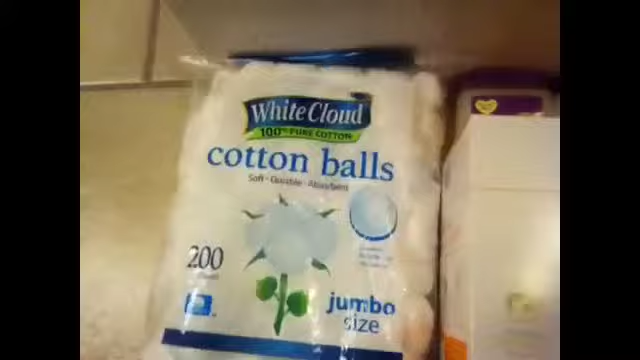 White Cloud
100% PURE COTTON
cotton balls
Soft • Durable • Absorbent
200
jumbo
size